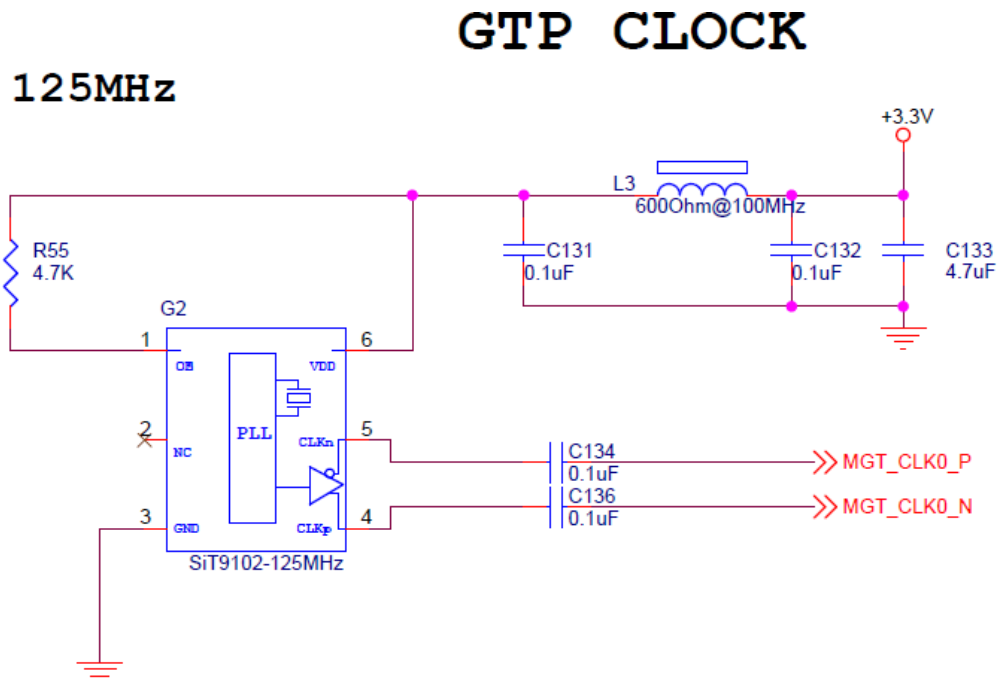 GTP CLOCK
125MHz
+3.3V
L3
600Ohm@100MHz
R55
4.7K
C131
0.1uF
C132
0.1uF
C133
4.7uF
G2
1
6
OE
VDD
2
5
NC
PLL
CLKn
3
4
GND
CLKp
SiT9102-125MHz
C134
0.1uF
MGT_CLK0_P
C136
0.1uF
MGT_CLK0_N